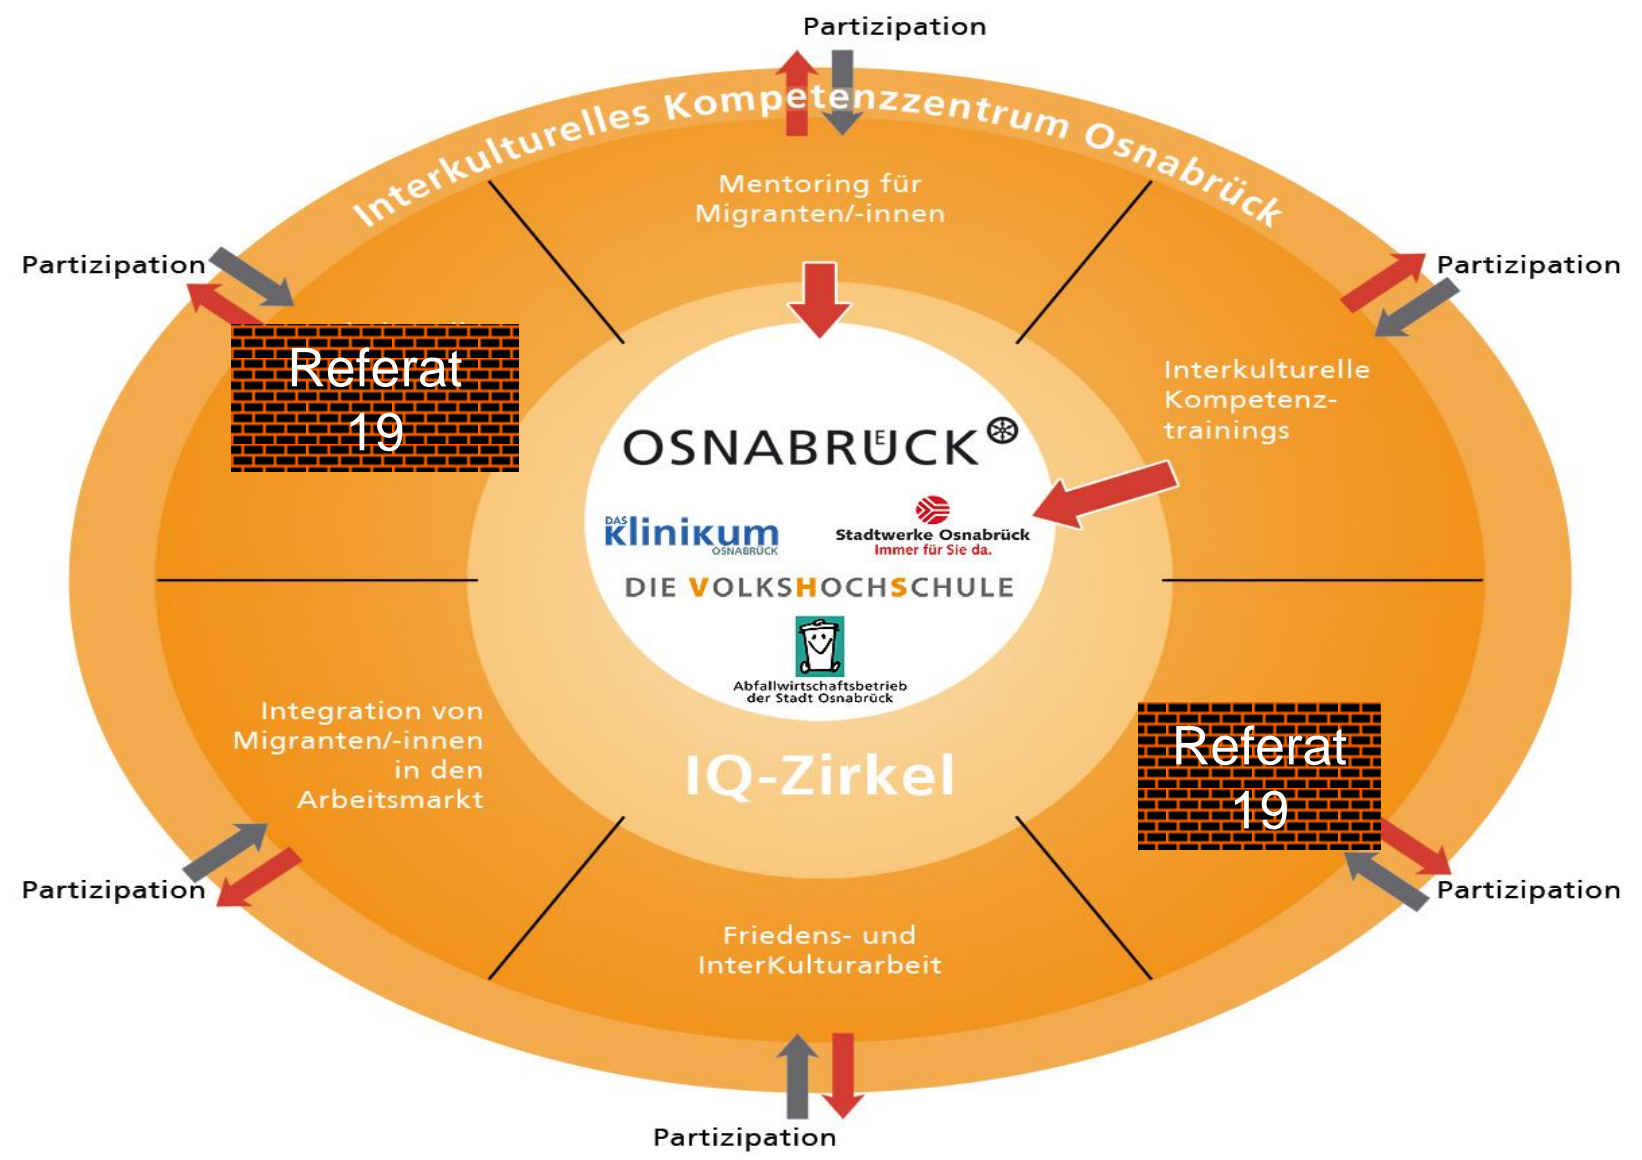 Partizipation
Interkulturelles Kompetenzzentrum Osnabrück
Mentoring für
Migranten/-innen
Partizipation
Partizipation
Referat
19
Interkulturelle
Kompetenz-
trainings
OSNABRUECK
DAS Klinikum
OSNABRÜCK
Stadtwerke Osnabrück
Immer für Sie da.
DIE VOLKSHOCHSCHULE
Abfallwirtschaftsbetrieb
der Stadt Osnabrück
Integration von
Migranten/-innen
in den
Arbeitsmarkt
IQ-Zirkel
Referat
19
Partizipation
Partizipation
Friedens- und
InterKulturarbeit
Partizipation